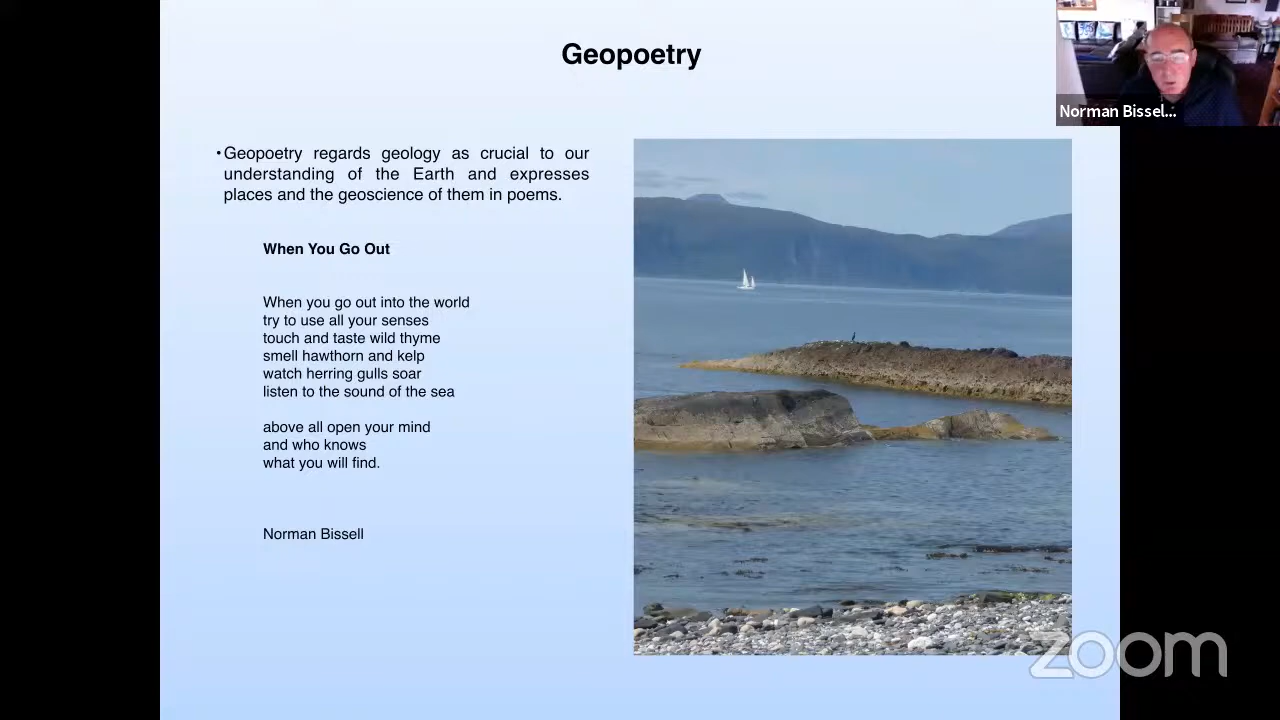 Geopoetry
Norman Bissel...
•Geopoetry regards geology as crucial to our
understanding of the Earth and expresses
places and the geoscience of them in poems.
When You Go Out
When you go out into the world
try to use all your senses
touch and taste wild thyme
smell hawthorn and kelp
watch herring gulls soar
listen to the sound of the sea
above all open your mind
and who knows
what you will find.
Norman Bissell
zoom